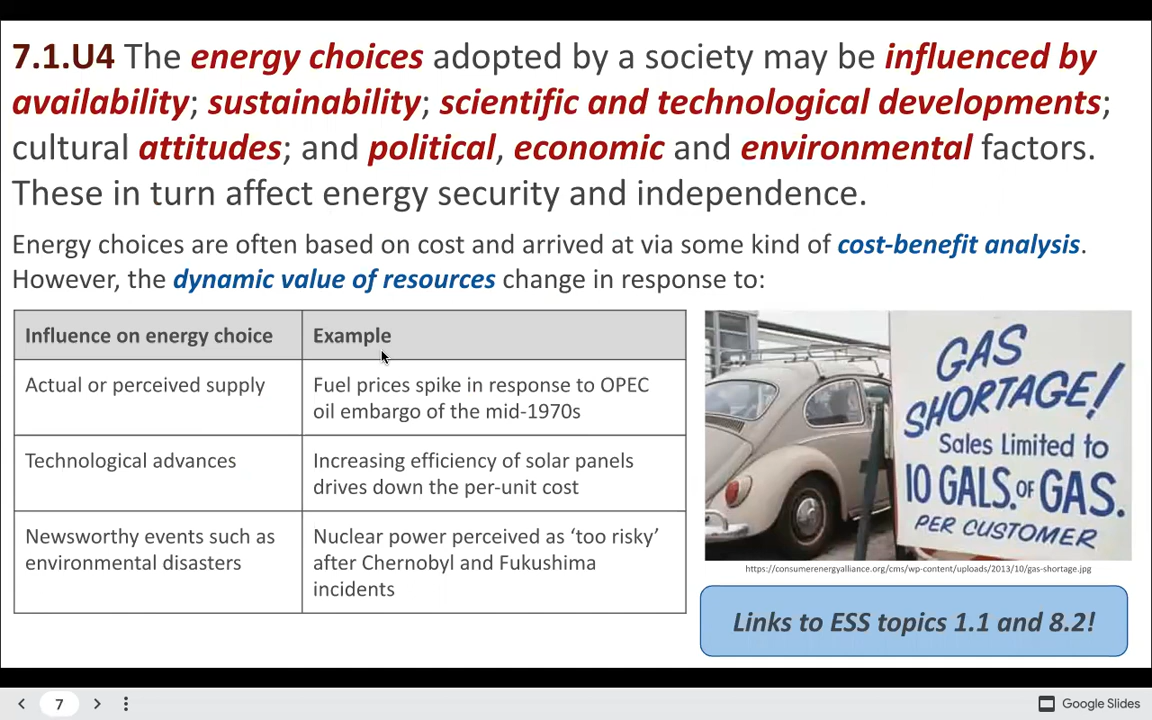 7.1.U4 The energy choices adopted by a society may be influenced by
availability; sustainability; scientific and technological developments;
cultural attitudes; and political, economic and environmental factors.
These in turn affect energy security and independence.
Energy choices are often based on cost and arrived at via some kind of cost-benefit analysis.
However, the dynamic value of resources change in response to:
Influence on energy choice
Example
Actual or perceived supply
Fuel prices spike in response to OPEC
oil embargo of the mid-1970s
Technological advances
Increasing efficiency of solar panels
drives down the per-unit cost
Newsworthy events such as
environmental disasters
Nuclear power perceived as ‘too risky’
after Chernobyl and Fukushima
incidents
GAS
SHORTAGE!
Sales Limited to
10 GALS. OF GAS.
PER CUSTOMER
https://consumerenergyalliance.org/cms/wp-content/uploads/2013/10/gas-shortage.jpg
Links to ESS topics 1.1 and 8.2!
7
Google Slides